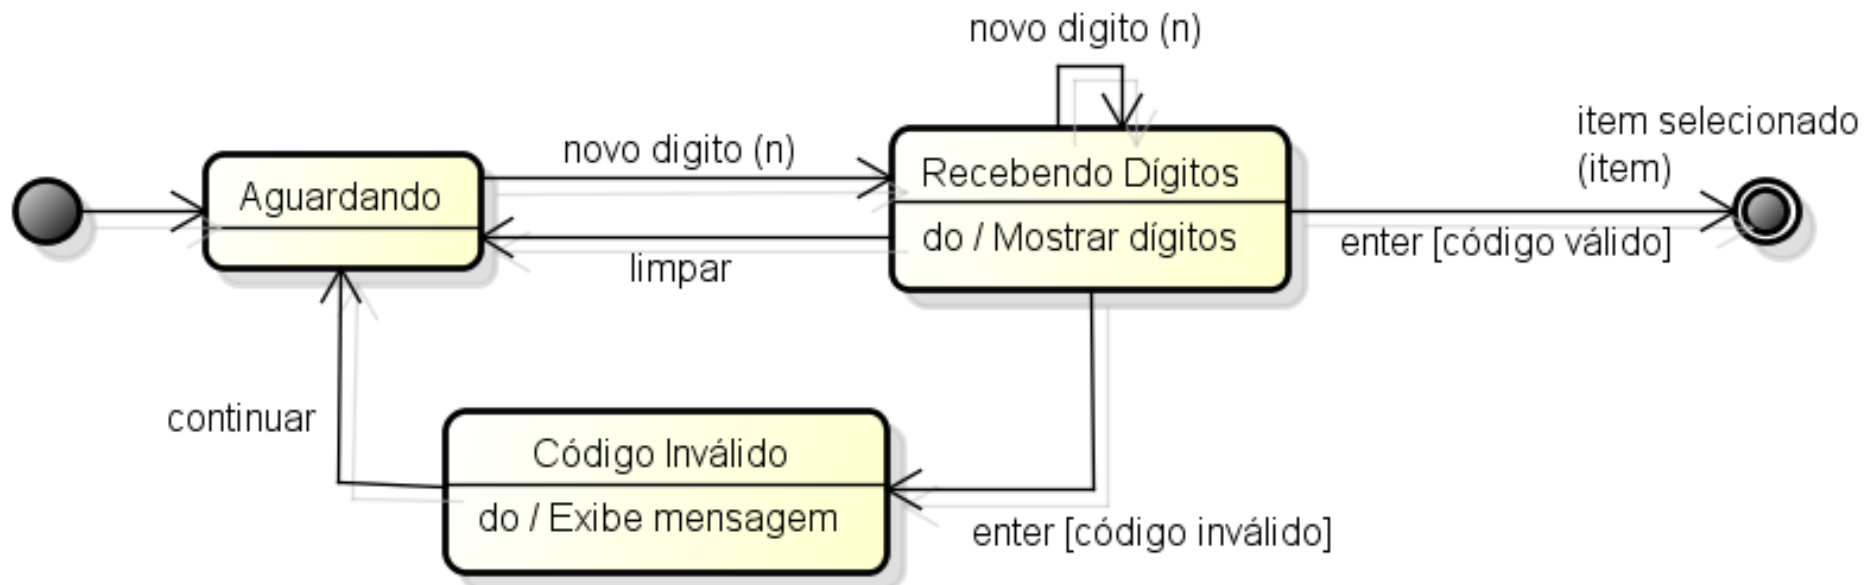 novo digito (n)
item selecionado
(item)
novo digito (n)
Recebendo Dígitos
Aguardando
do / Mostrar dígitos
enter [código válido]
limpar
continuar
Código Inválido
do / Exibe mensagem
enter [código inválido]